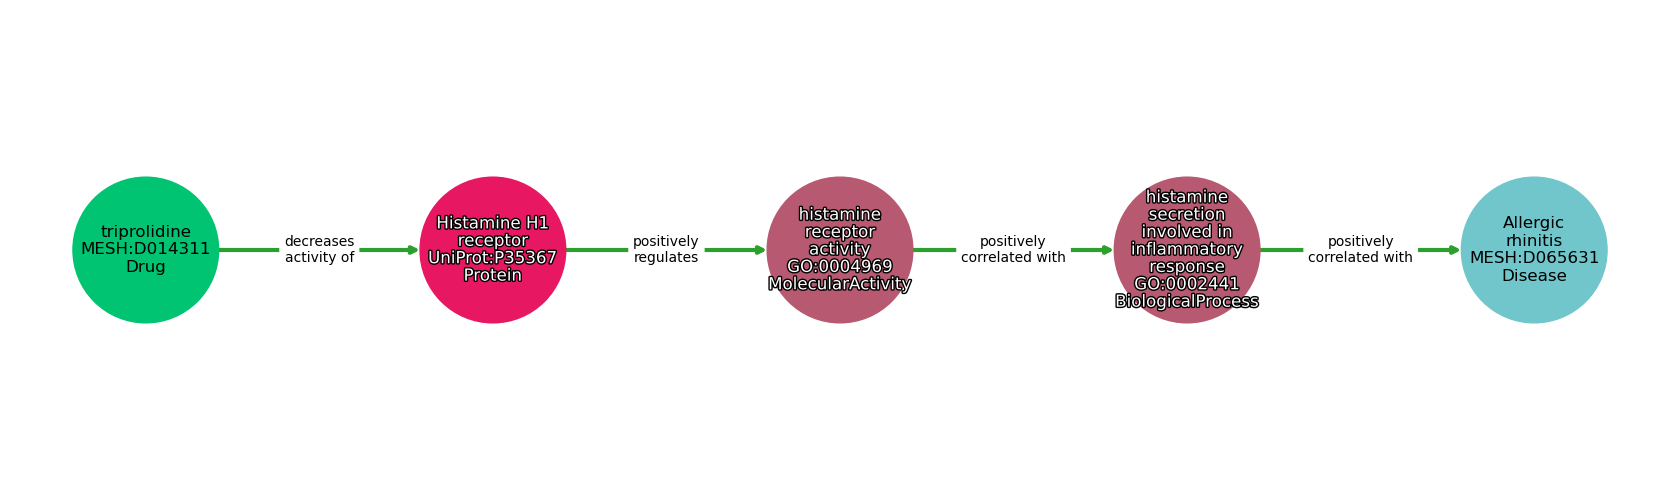 triprolidine
MESH:D014311
Drug
decreases
activity of
Histamine H1
receptor
UniProt:P35367
Protein
positively
regulates
histamine
receptor
activity
GO:0004969
MolecularActivity
positively
correlated with
histamine
secretion
involved in
inflammatory
response
GO:0002441
BiologicalProcess
positively
correlated with
Allergic
rhinitis
MESH:D065631
Disease